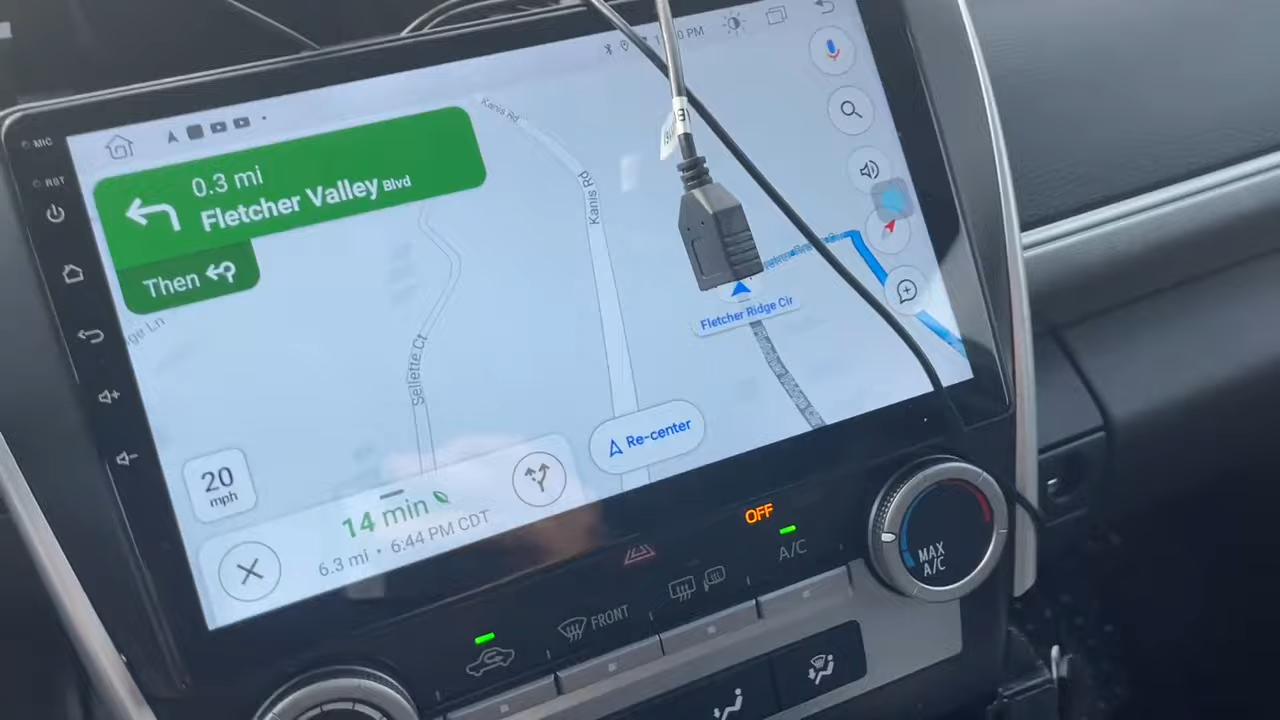 MIC
RST
PM
0.3 mi
Fletcher Valley Blvd
Then
Kanis Rd
Kanis Rd
Sellette Ct
Fletcher Ridge Cir
Re-center
20
mph
14 min
6.3 mi • 6:44 PM CDT
OFF
A/C
MAX
A/C
FRONT